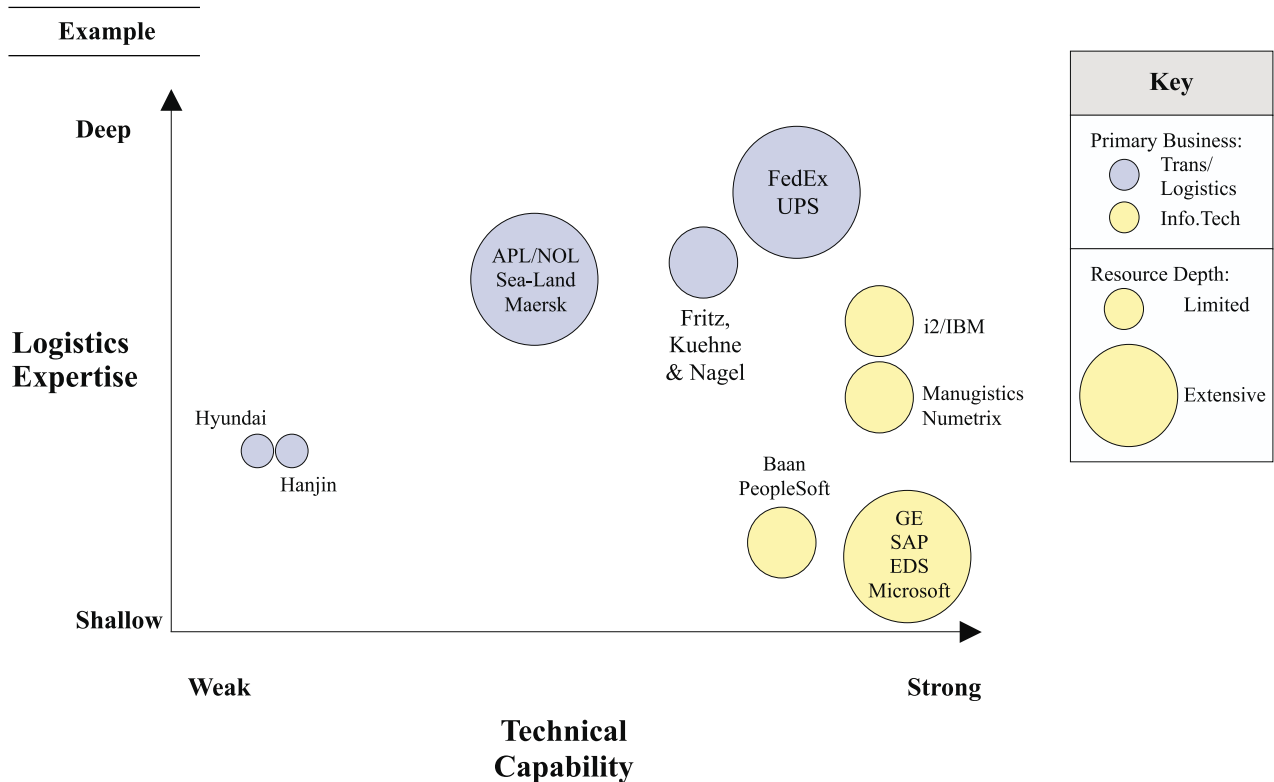 Example
Key
Deep
Primary Business:
Trans/
Logistics
Info.Tech
FedEx
UPS
APL/NOL
Sea-Land
Maersk
Resource Depth:
Limited
Extensive
Fritz,
Kuehne
& Nagel
i2/IBM
Logistics
Expertise
Manugistics
Numetrix
Hyundai
Hanjin
Baan
PeopleSoft
GE
SAP
EDS
Microsoft
Shallow
Weak
Strong
Technical
Capability